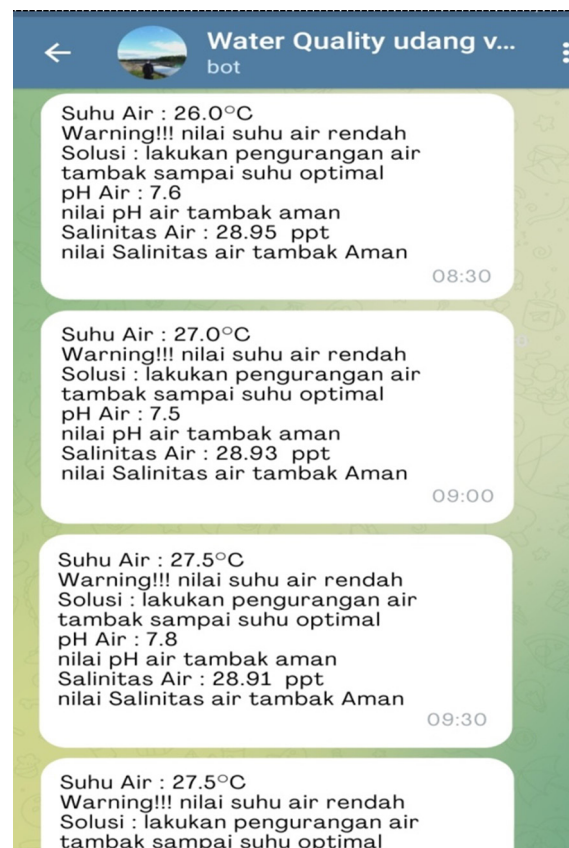 Water Quality udang v...
bot
Suhu Air : 26.0°C
Warning!!! nilai suhu air rendah
Solusi : lakukan pengurangan air
tambak sampai suhu optimal
pH Air : 7.6
nilai pH air tambak aman
Salinitas Air : 28.95 ppt
nilai Salinitas air tambak Aman
08:30
Suhu Air : 27.0°C
Warning!!! nilai suhu air rendah
Solusi : lakukan pengurangan air
tambak sampai suhu optimal
pH Air : 7.5
nilai pH air tambak aman
Salinitas Air : 28.93 ppt
nilai Salinitas air tambak Aman
09:00
Suhu Air : 27.5°C
Warning!!! nilai suhu air rendah
Solusi : lakukan pengurangan air
tambak sampai suhu optimal
pH Air : 7.8
nilai pH air tambak aman
Salinitas Air : 28.91 ppt
nilai Salinitas air tambak Aman
09:30
Suhu Air : 27.5°C
Warning!!! nilai suhu air rendah
Solusi : lakukan pengurangan air
tambak sampai suhu optimal